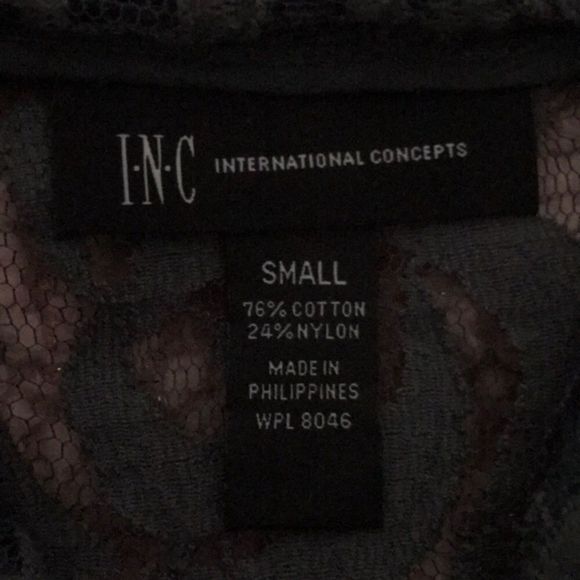 I·N·C INTERNATIONAL CONCEPTS
SMALL
76% COTTON
24% NYLON
MADE IN
PHILIPPINES
WPL 8046